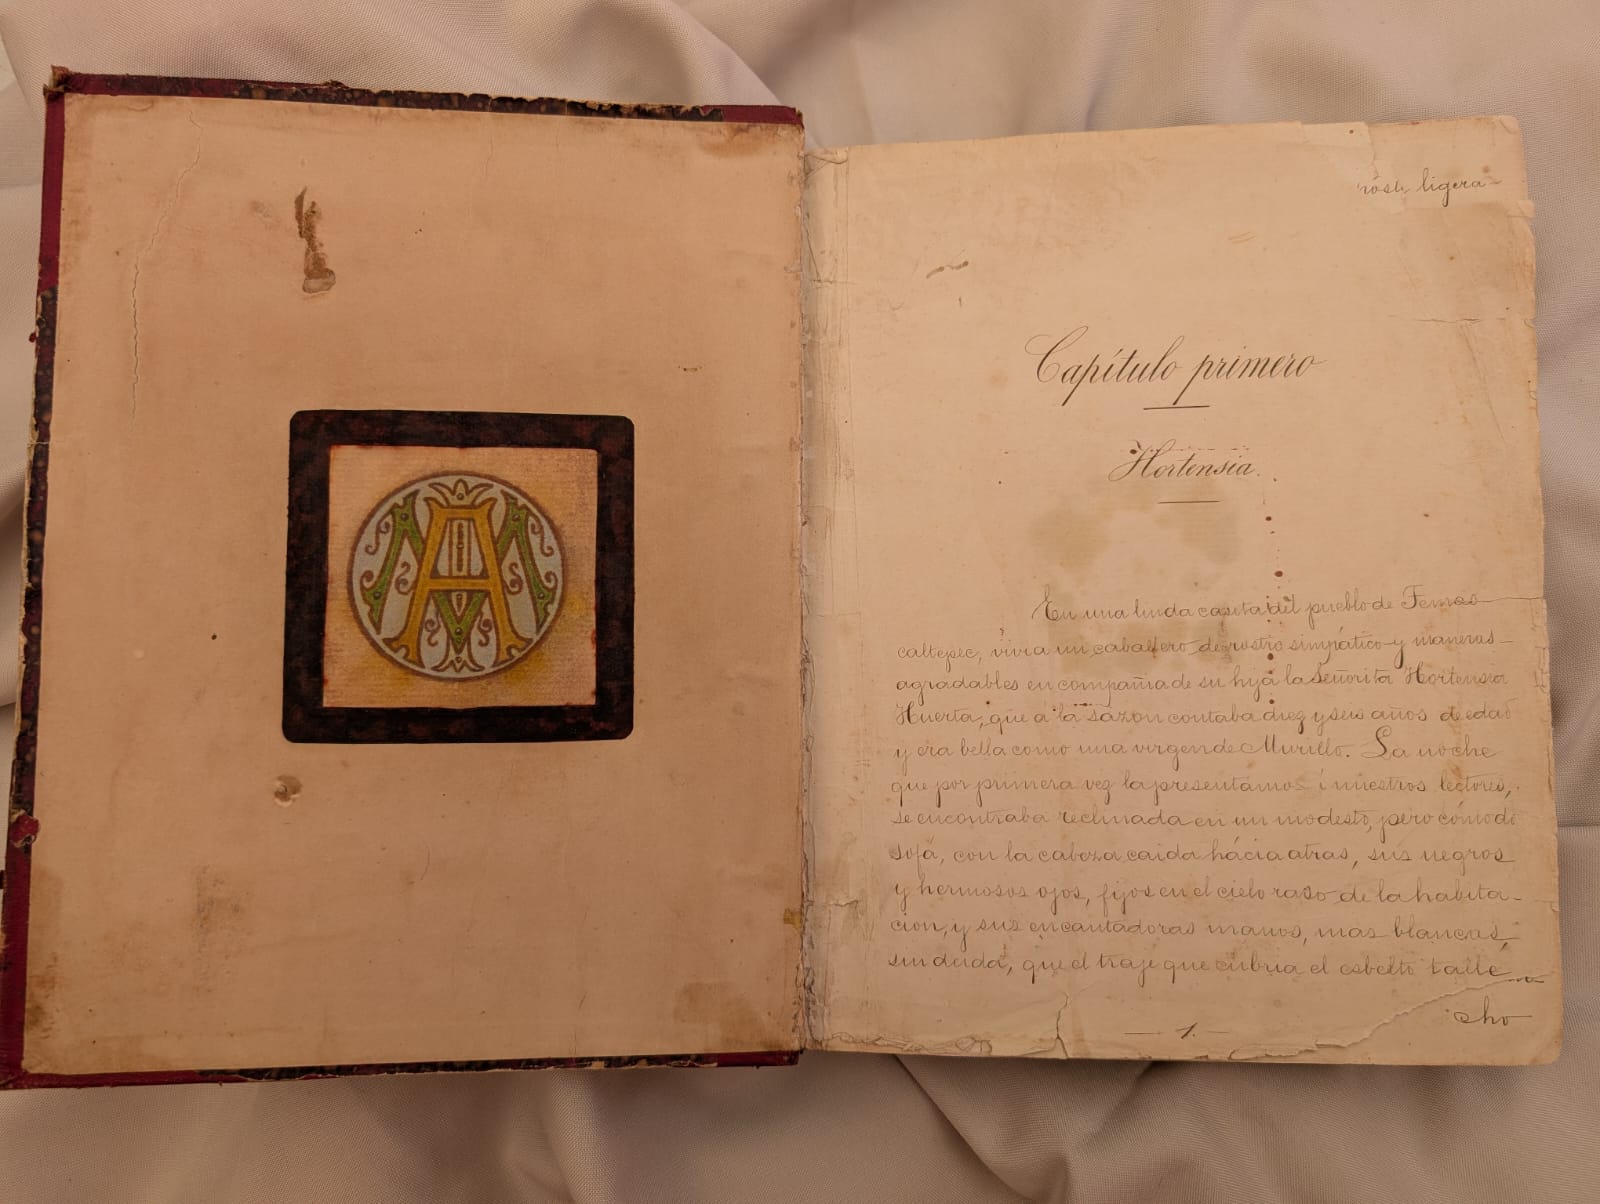 ligera-
Capítulo primero
Hortensia.
En una linda casita del pueblo de Temas
caltepec, vivia un caballero de rostro simpático y maneras
agradables en compañia de su hija la señorita Hortensia
Huerta, que a la sazon contaba diez y seis años de edad
y era bella como una virgen de Murillo. La noche
que por primera vez la presentamos á nuestros lectores,
se encontraba reclinada en un modesto, pero cómodo
sofá, con la cabeza caida hácia atras, sus negros
y hermosos ojos, fijos en el cielo raso de la habita-
cion, y sus encantadoras manos, mas blancas,
sin duda, que el traje que cubria el esbelto talle
cho
1.